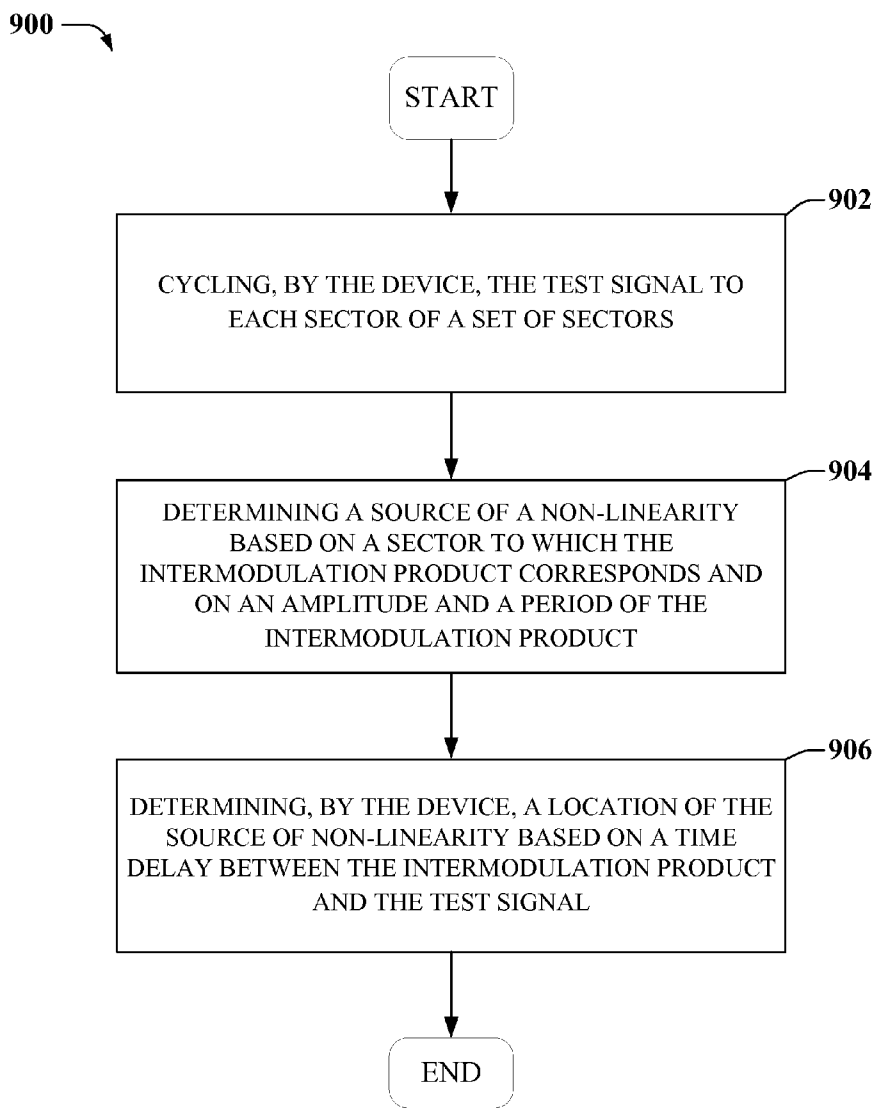 900
START
902
CYCLING, BY THE DEVICE, THE TEST SIGNAL TO
EACH SECTOR OF A SET OF SECTORS
904
DETERMINING A SOURCE OF A NON-LINEARITY
BASED ON A SECTOR TO WHICH THE
INTERMODULATION PRODUCT CORRESPONDS AND
ON AN AMPLITUDE AND A PERIOD OF THE
INTERMODULATION PRODUCT
906
DETERMINING, BY THE DEVICE, A LOCATION OF THE
SOURCE OF NON-LINEARITY BASED ON A TIME
DELAY BETWEEN THE INTERMODULATION PRODUCT
AND THE TEST SIGNAL
END